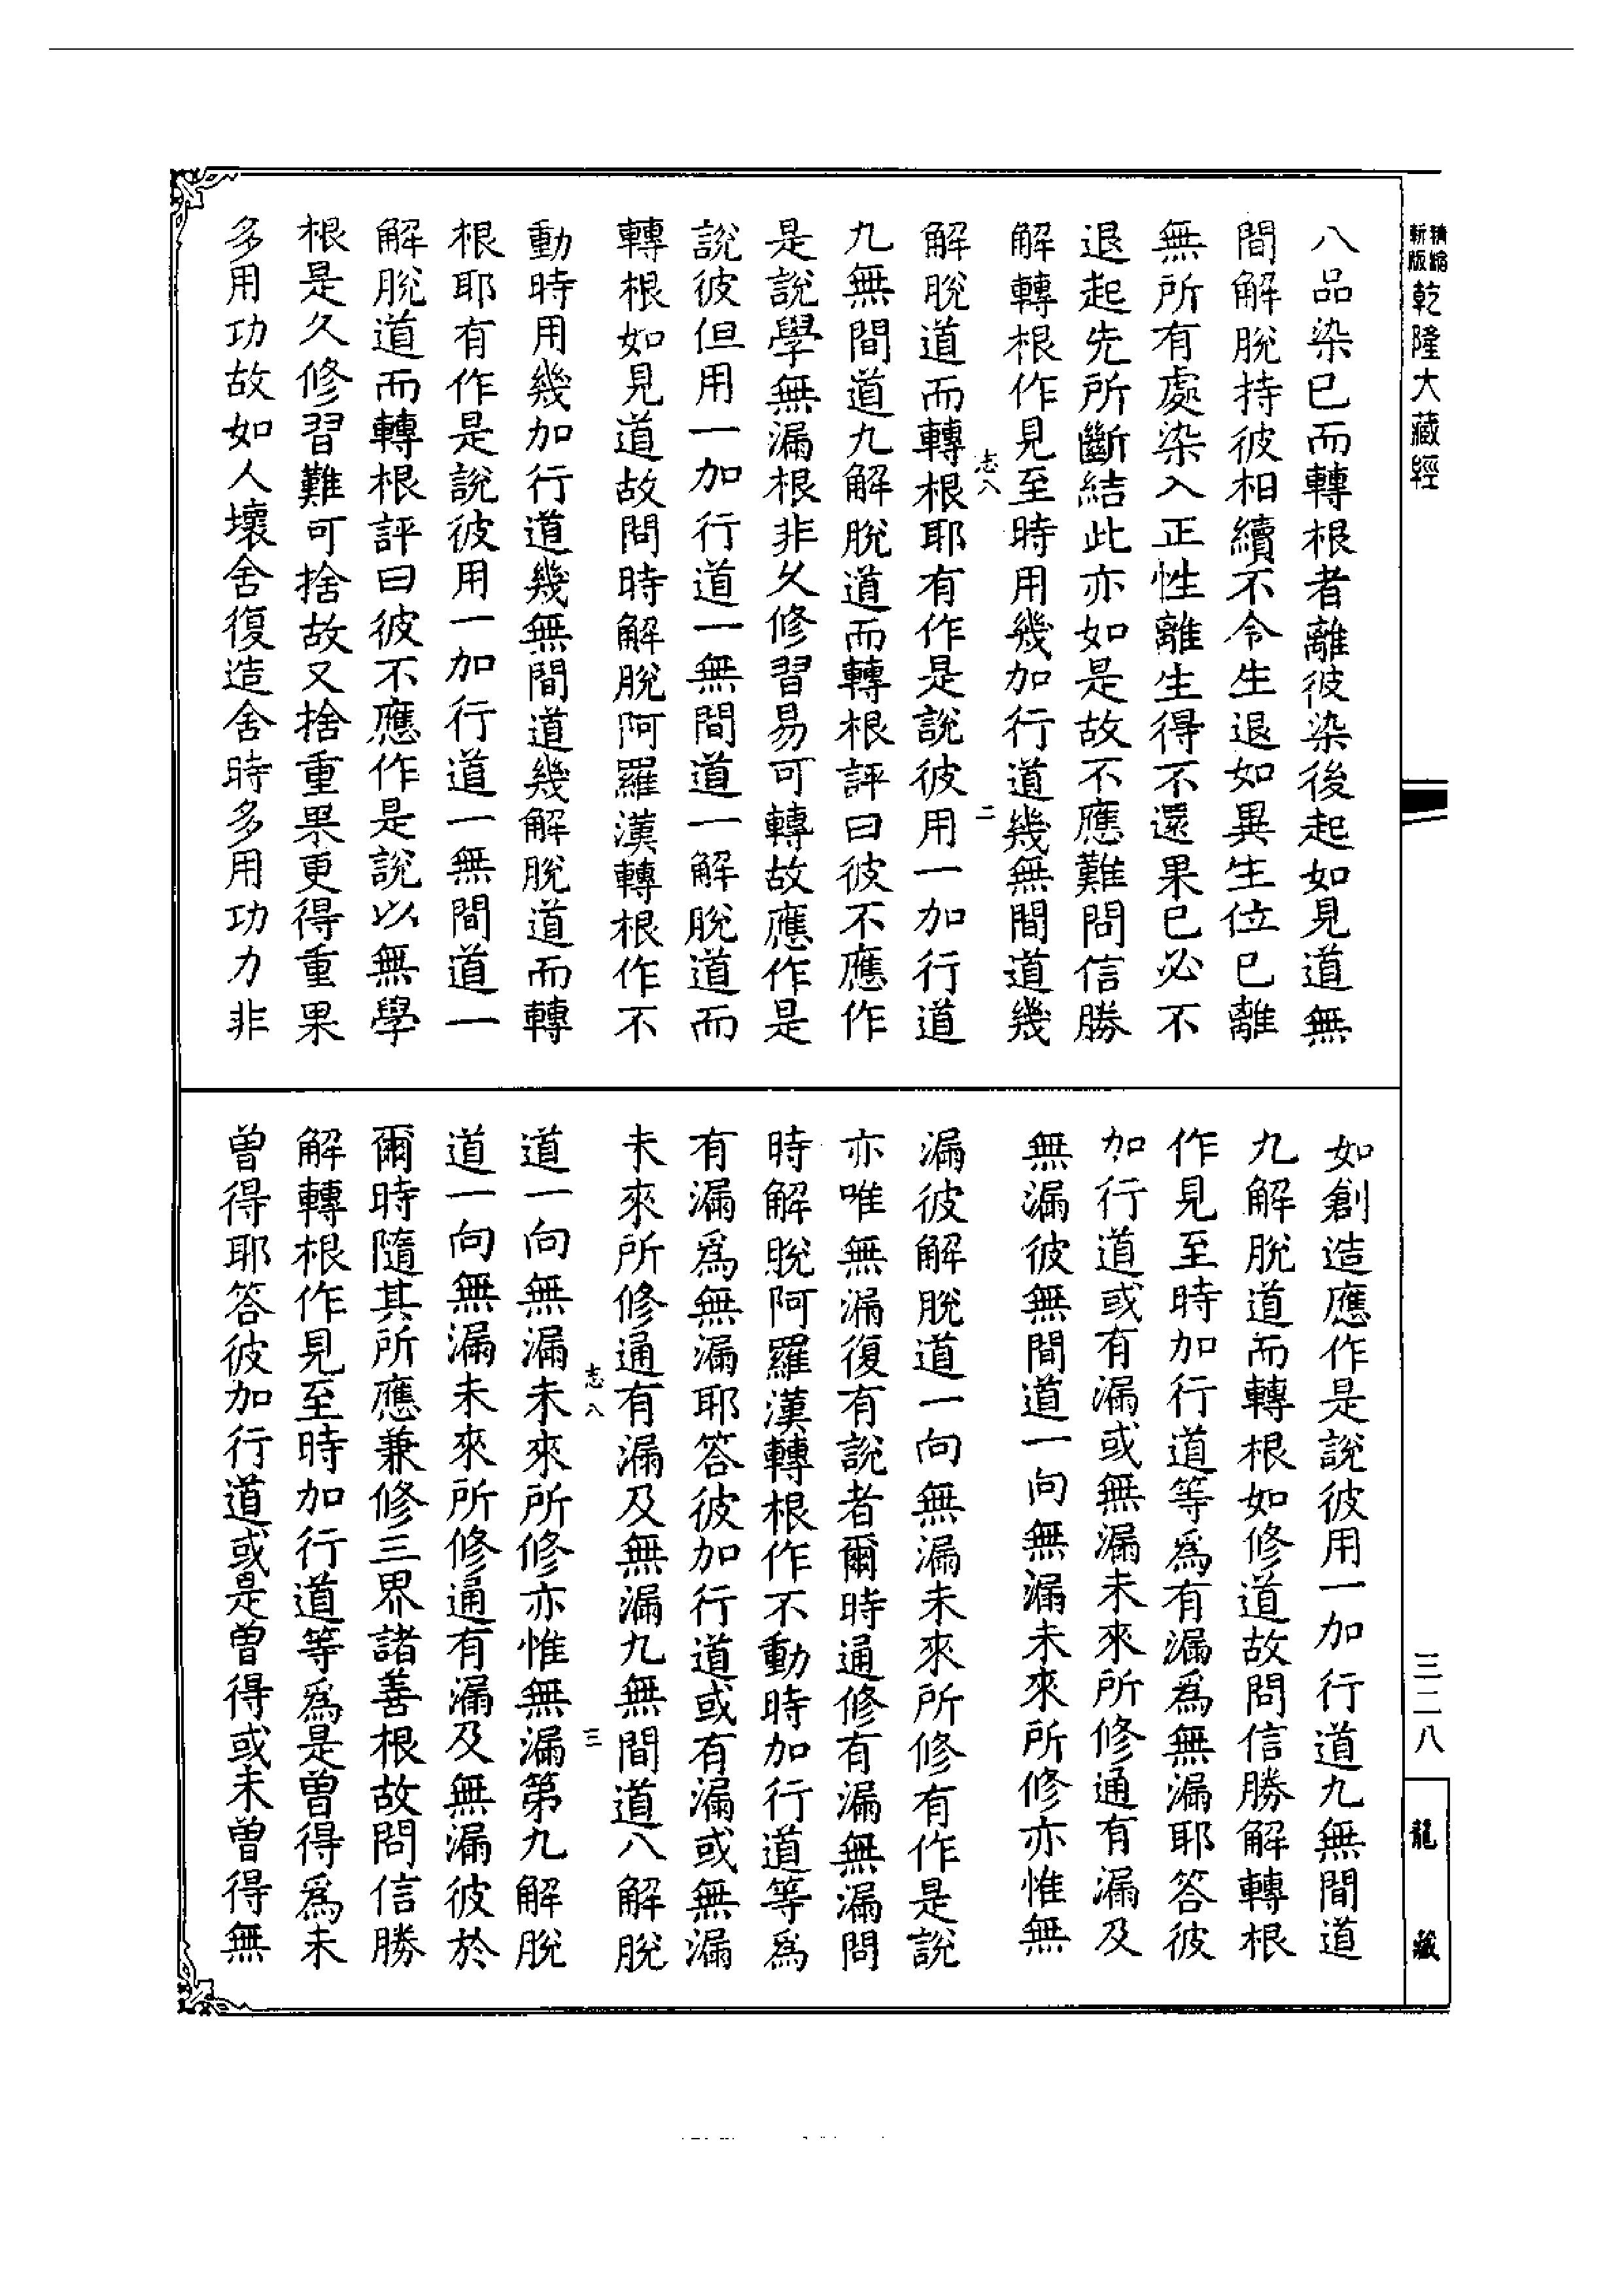 精縮
新版
乾隆大藏經
三二八
龍藏
八品染已而轉根者離彼染後起如見道無
間解脫持彼相續不令生退如異生位已離
無所有處染入正性離生得不還果已必不
退起先所斷結此亦如是故不應難問信勝
解轉根作見至時用幾加行道幾無間道幾
志八
二
解脫道而轉根耶有作是說彼用一加行道
九無間道九解脫道而轉根評曰彼不應作
是說學無漏根非久修習易可轉故應作是
說彼但用一加行道一無間道一解脫道而
轉根如見道故問時解脫阿羅漢轉根作不
動時用幾加行道幾無間道幾解脫道而轉
根耶有作是說彼用一加行道一無間道一
解脫道而轉根評曰彼不應作是說以無學
根是久修習難可捨故又捨重果更得重果
多用功故如人壞舍復造舍時多用功力非
如創造應作是說彼用一加行道九無間道
九解脫道而轉根如修道故問信勝解轉根
作見至時加行道等爲有漏爲無漏耶答彼
加行道或有漏或無漏未來所修通有漏及
無漏彼無間道一向無漏未來所修亦惟無
漏彼解脫道一向無漏未來所修有作是說
亦唯無漏復有說者爾時通修有漏無漏問
時解脫阿羅漢轉根作不動時加行道等爲
有漏爲無漏耶答彼加行道或有漏或無漏
未來所修通有漏及無漏九無間道八解脫
志八
三
道一向無漏未來所修亦惟無漏第九解脫
道一向無漏未來所修通有漏及無漏彼於
爾時隨其所應兼修三界諸善根故問信勝
解轉根作見至時加行道等爲是曾得爲未
曾得耶答彼加行道或是曾得或未曾得無